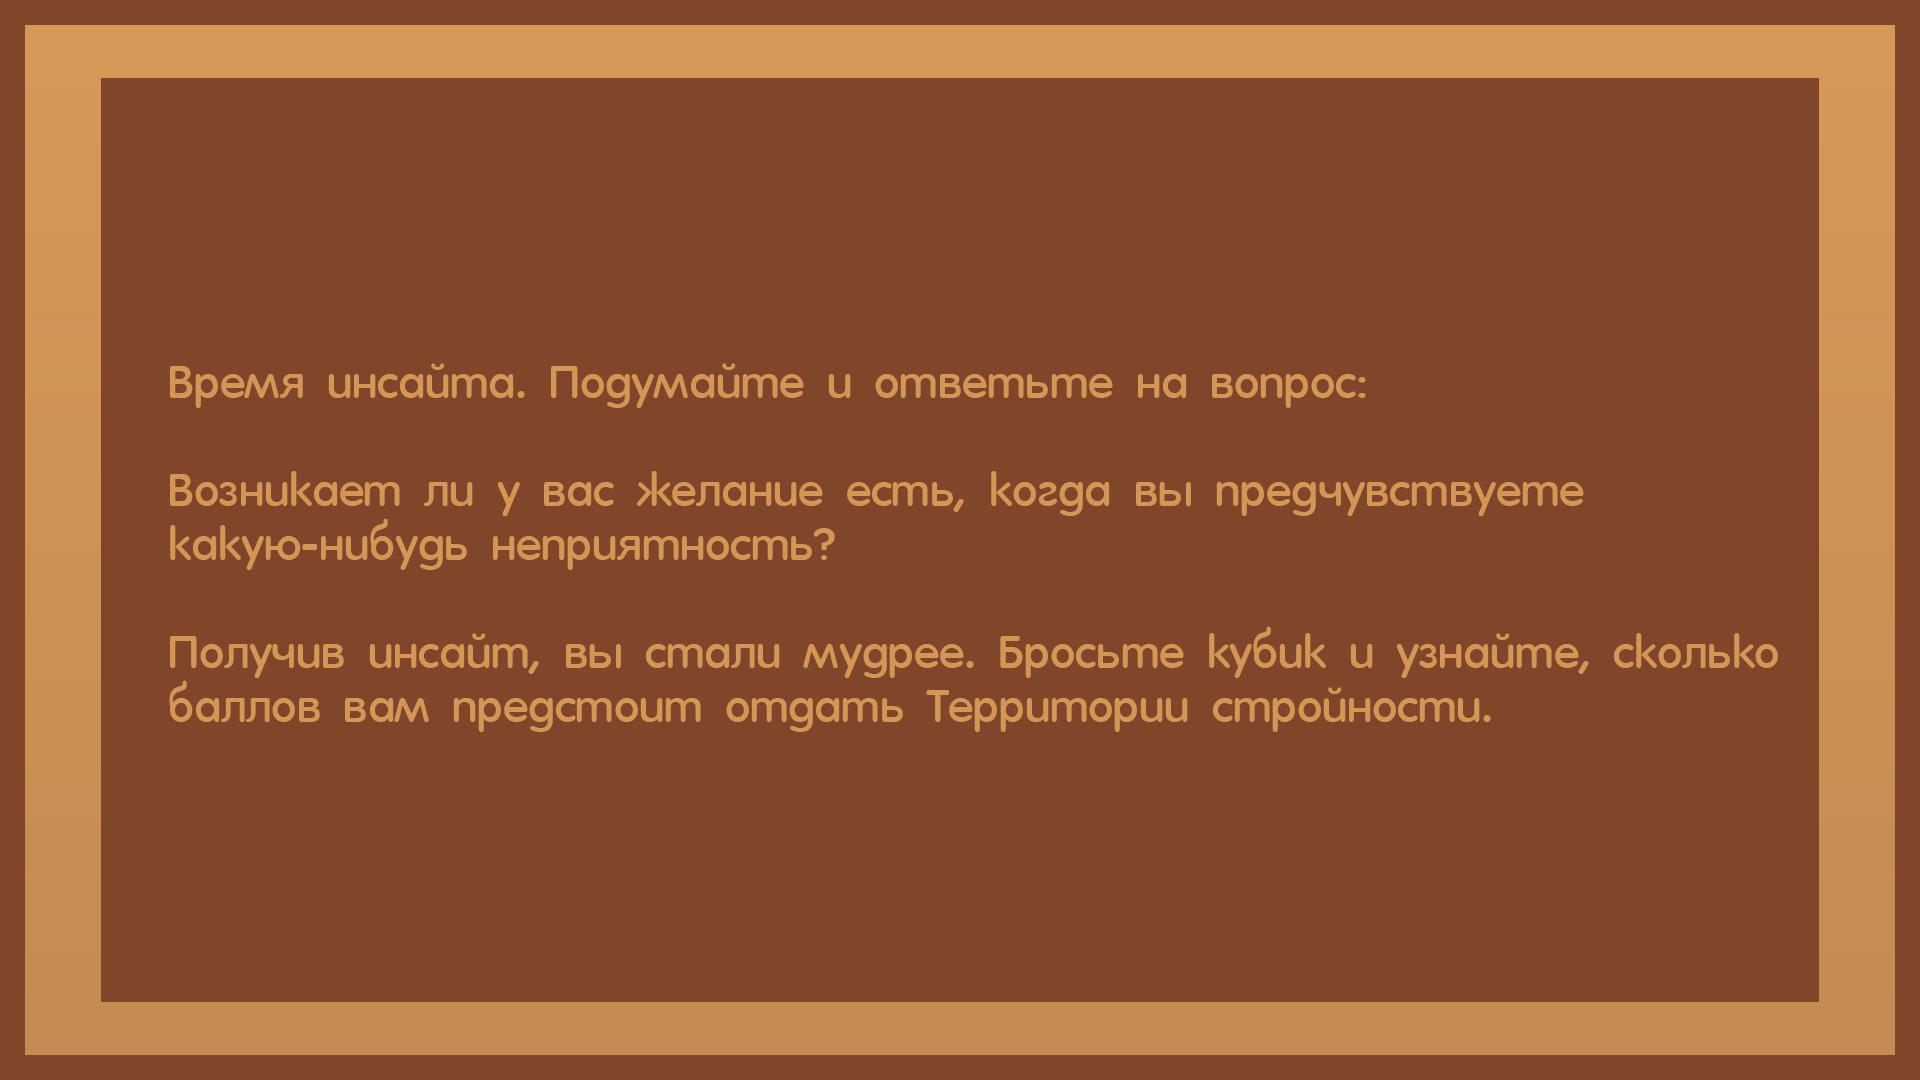 Время инсайта. Подумайте и ответьте на вопрос:
Возникает ли у вас желание есть, когда вы предчувствуете
какую-нибудь неприятность?
Получив инсайт, вы стали мудрее. Бросьте кубик и узнайте, сколько
баллов вам предстоит отдать Территории стройности.